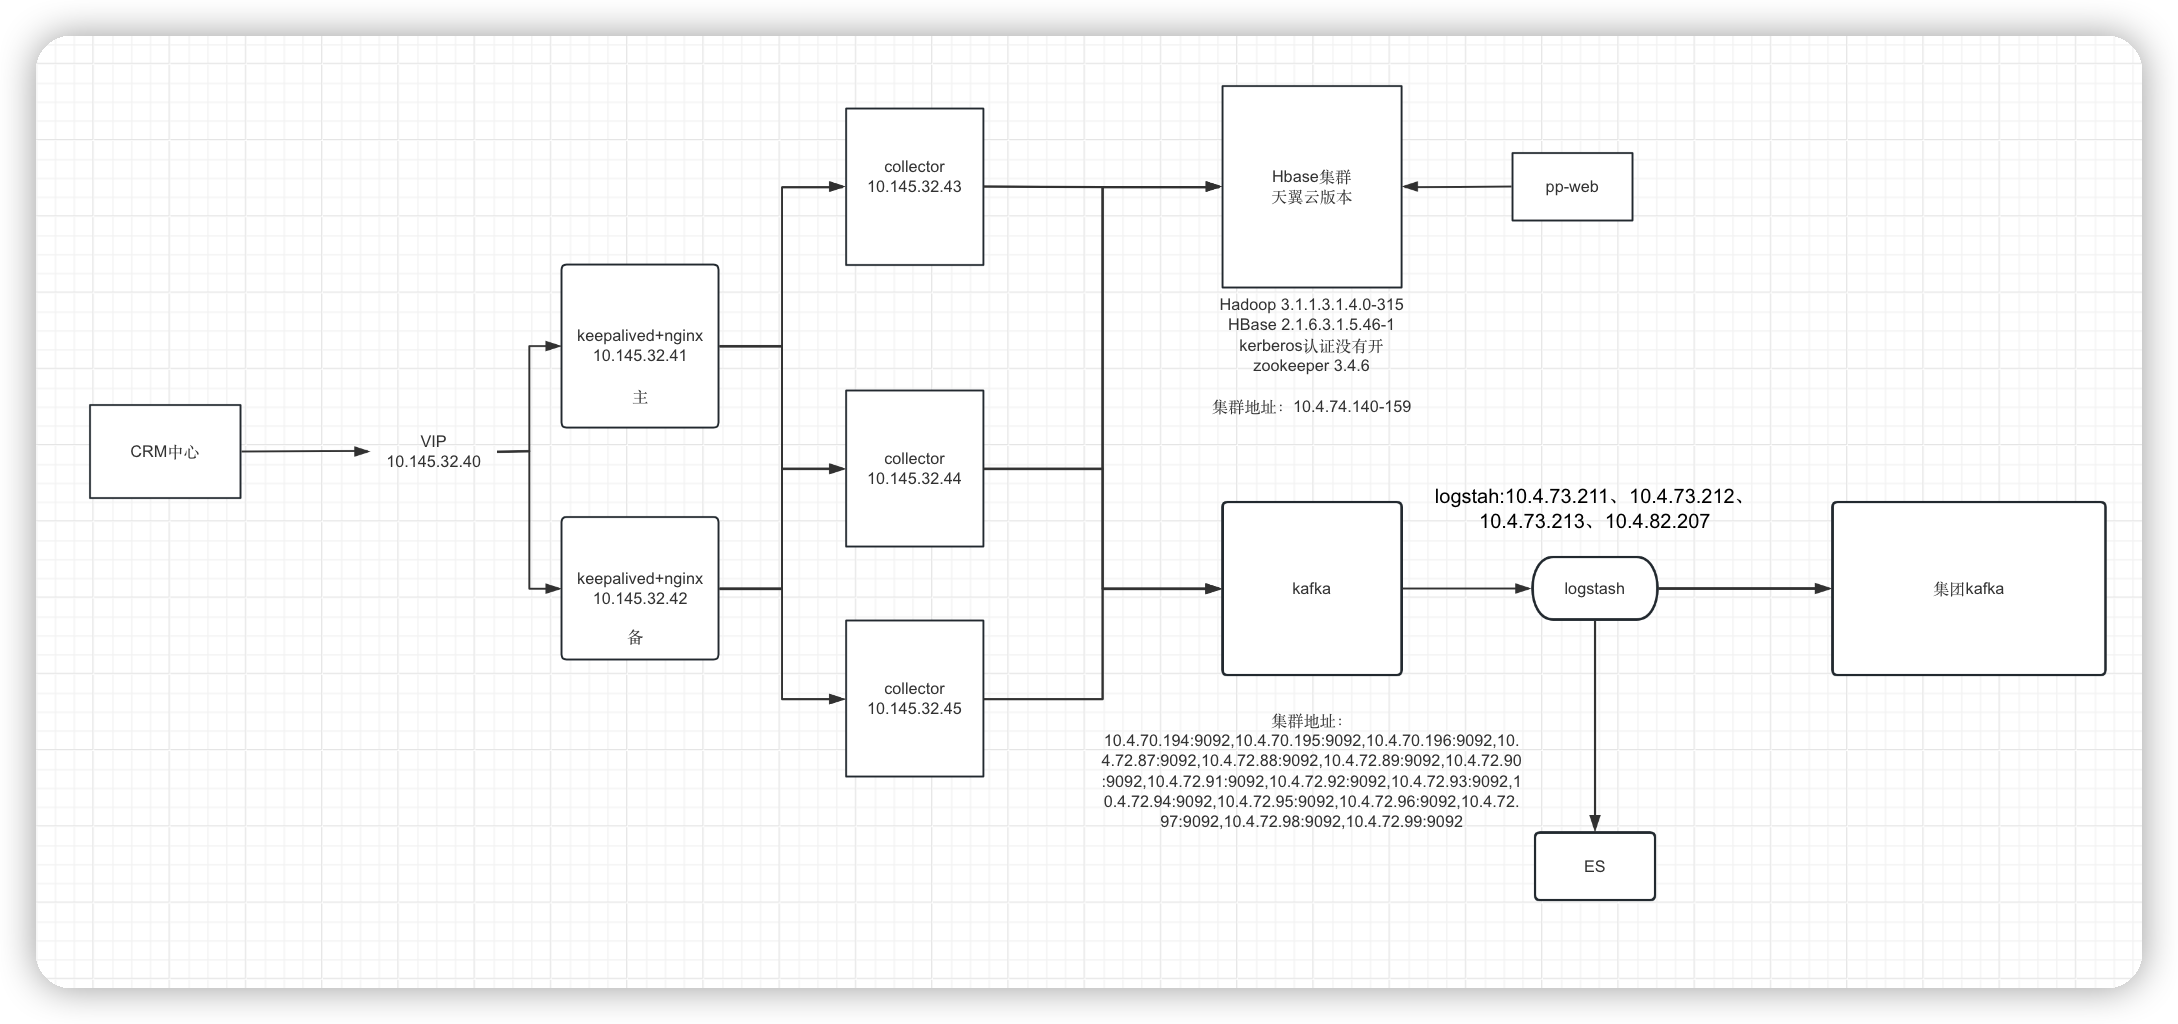 CRM中心
VIP
10.145.32.40
keepalived+nginx
10.145.32.41
主
keepalived+nginx
10.145.32.42
备
collector
10.145.32.43
collector
10.145.32.44
collector
10.145.32.45
Hbase集群
天翼云版本
pp-web
Hadoop 3.1.1.3.1.4.0-315
HBase 2.1.6.3.1.5.46-1
kerberos认证没有开
zookeeper 3.4.6
集群地址：10.4.74.140-159
kafka
集群地址：
10.4.70.194:9092,10.4.70.195:9092,10.4.70.196:9092,10.
4.72.87:9092,10.4.72.88:9092,10.4.72.89:9092,10.4.72.90
:9092,10.4.72.91:9092,10.4.72.92:9092,10.4.72.93:9092,1
0.4.72.94:9092,10.4.72.95:9092,10.4.72.96:9092,10.4.72.
97:9092,10.4.72.98:9092,10.4.72.99:9092
logstah:10.4.73.211、10.4.73.212、
10.4.73.213、10.4.82.207
logstash
集团kafka
ES